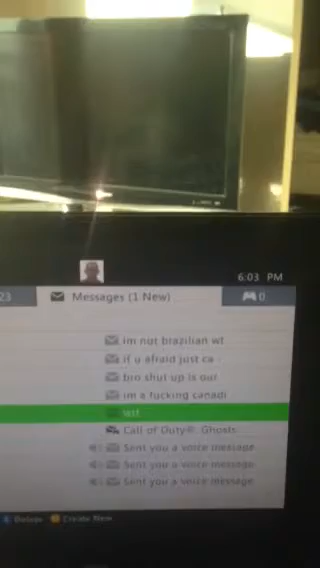 6:03 PM
23
Messages (1 New)
0
im not brazilian wt
if u afraid just ca
bro shut up is our
im a fucking canadi
Call of Duty®: Ghosts
Sent you a voice message
Sent you a voice message
Sent you a voice message
Create New